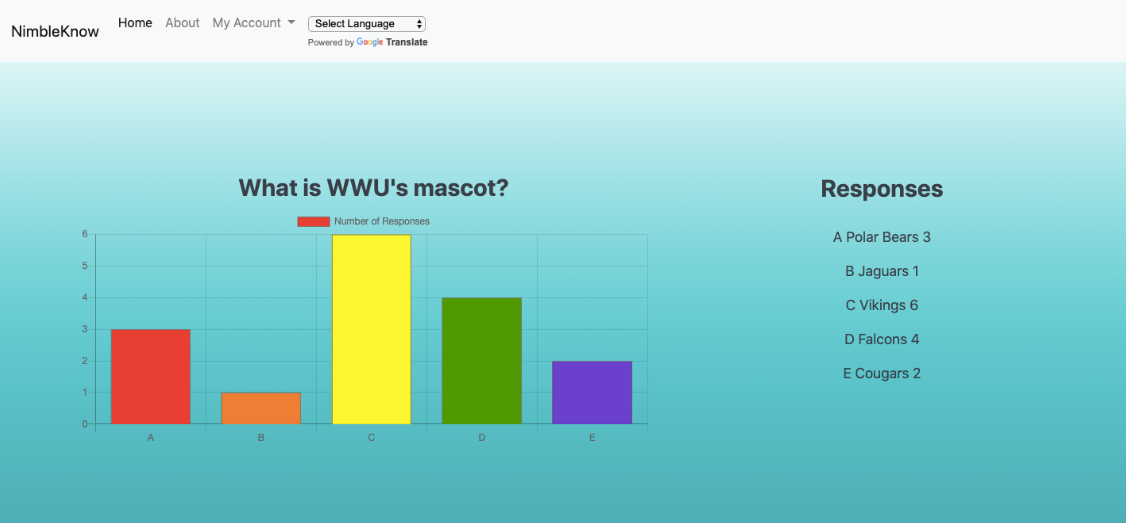 NimbleKnow
Home About My Account
Select Language
Powered by Google Translate
What is WWU's mascot?
Number of Responses
6
5
4
3
2
1
0
A B C D E
Responses
A Polar Bears 3
B Jaguars 1
C Vikings 6
D Falcons 4
E Cougars 2